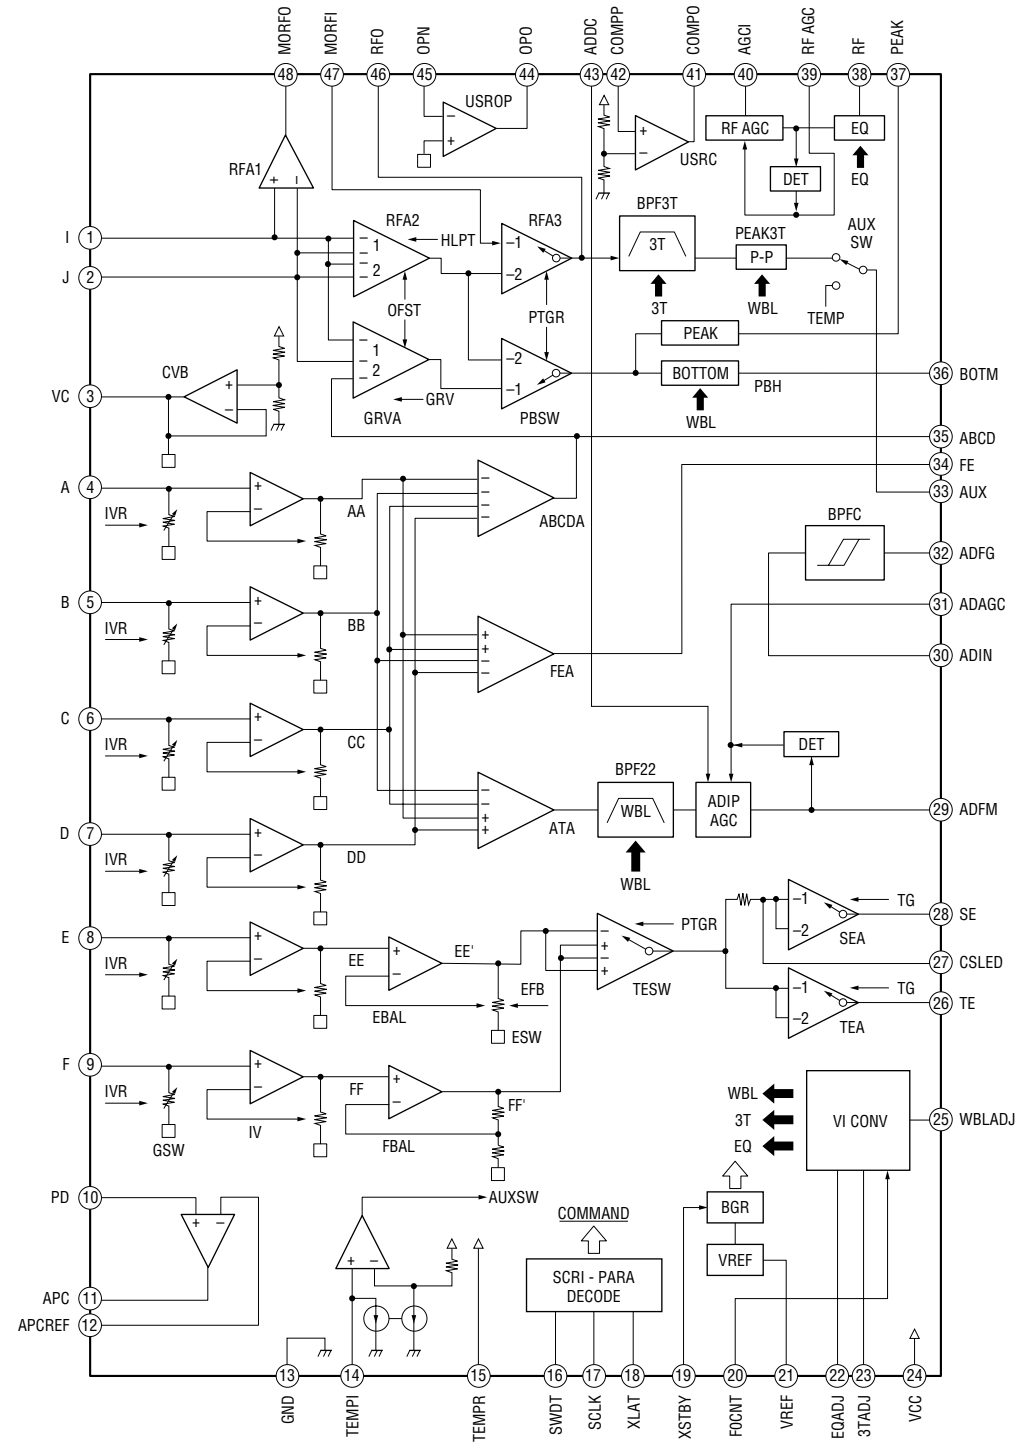 MORFO
MORFI
RFO
OPN
OPO
ADDC
COMPP
COMPO
AGCI
RF AGC
RF
PEAK
48
47
46
45
44
43
42
41
40
39
38
37
USROP
−
+
+
−
USRC
RF AGC
EQ
DET
EQ
RFA1
+ −
I 1
J 2
RFA2
HLPT
−
− 1
−
− 2
OFST
− 1
− 2
−
GRV
GRVA
RFA3
−1
−2
PTGR
−2
−1
PBSW
BPF3T
3T
3T
PEAK3T
P-P
WBL
AUX
SW
TEMP
PEAK
BOTTOM
PBH
WBL
36 BOTM
35 ABCD
34 FE
33 AUX
BPFC
32 ADFG
31 ADAGC
30 ADIN
VC 3
CVB
+
−
A 4
IVR
+
−
AA
−
−
−
−
ABCDA
B 5
IVR
+
−
BB
+
+
−
−
FEA
C 6
IVR
+
−
CC
−
−
+
+
ATA
BPF22
WBL
WBL
ADIP
AGC
DET
29 ADFM
D 7
IVR
+
−
DD
E 8
IVR
+
−
EE
+
−
EE'
EBAL
EFB
ESW
−
+
−
+
PTGR
TESW
−1
−2
TG
SEA
28 SE
27 CSLED
−1
−2
TG
TEA
26 TE
F 9
IVR
GSW
+
−
IV
FF
+
−
FF'
FBAL
WBL
3T
EQ
VI CONV
25 WBLADJ
PD 10
+ −
APC 11
APCREF 12
AUXSW
+ −
COMMAND
SCRI - PARA
DECODE
BGR
VREF
13
14
15
16
17
18
19
20
21
22
23
24
GND
TEMPI
TEMPR
SWDT
SCLK
XLAT
XSTBY
F0CNT
VREF
EQADJ
3TADJ
VCC